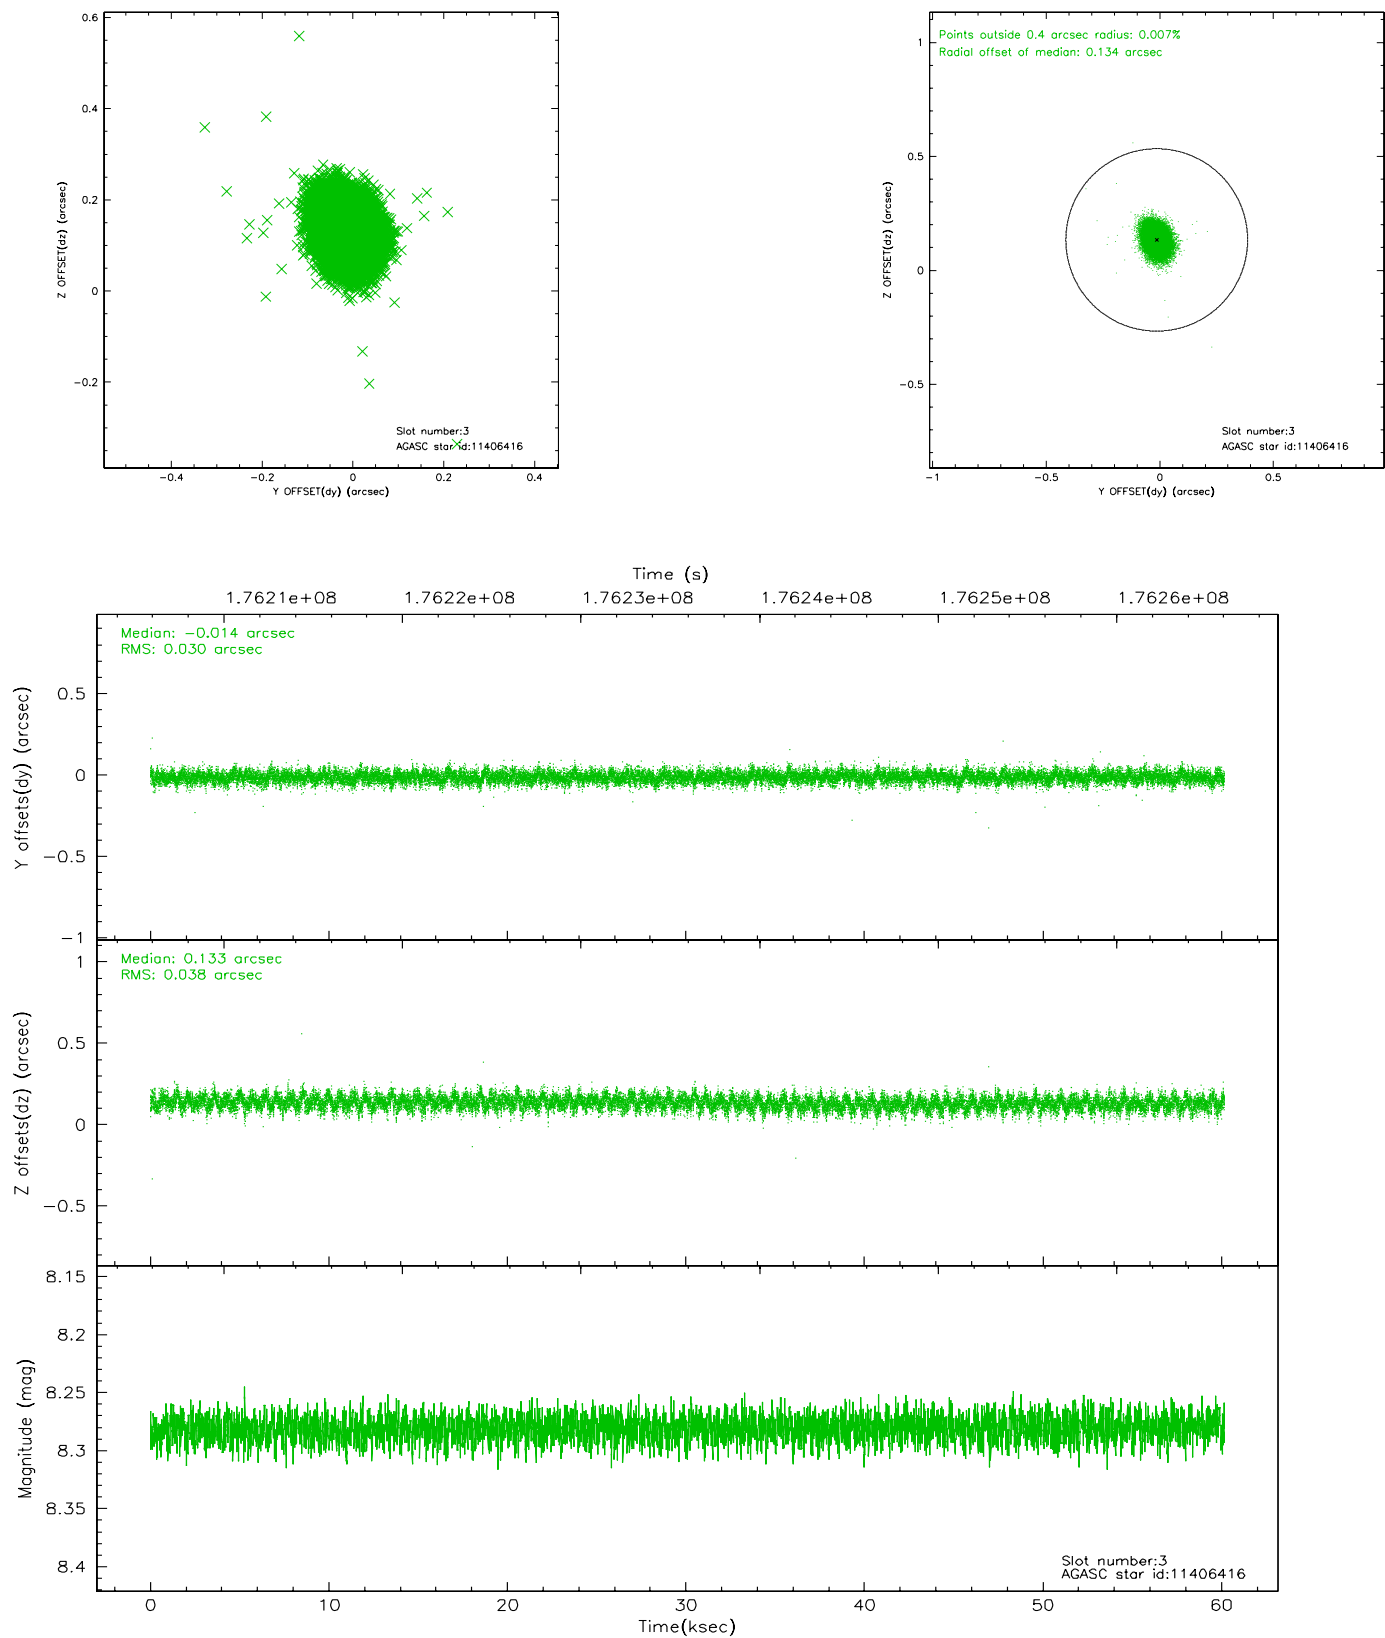 0.6
0.4
0.2
0
−0.2
Z OFFSET(dz) (arcsec)
Slot number:3
AGASC star id:11406416
−0.4 −0.2 0 0.2 0.4
Y OFFSET(dy) (arcsec)
Points outside 0.4 arcsec radius: 0.007%
Radial offset of median: 0.134 arcsec
1
0.5
0
−0.5
Z OFFSET(dz) (arcsec)
Slot number:3
AGASC star id:11406416
−1 −0.5 0 0.5
Y OFFSET(dy) (arcsec)
Time (s)
1.7621e+08 1.7622e+08 1.7623e+08 1.7624e+08 1.7625e+08 1.7626e+08
Median: −0.014 arcsec
RMS: 0.030 arcsec
0.5
0
−0.5
−1
Y offsets(dy) (arcsec)
Median: 0.133 arcsec
RMS: 0.038 arcsec
1
0.5
0
−0.5
Z offsets(dz) (arcsec)
8.15
8.2
8.25
8.3
8.35
8.4
Magnitude (mag)
Slot number:3
AGASC star id:11406416
0 10 20 30 40 50 60
Time(ksec)